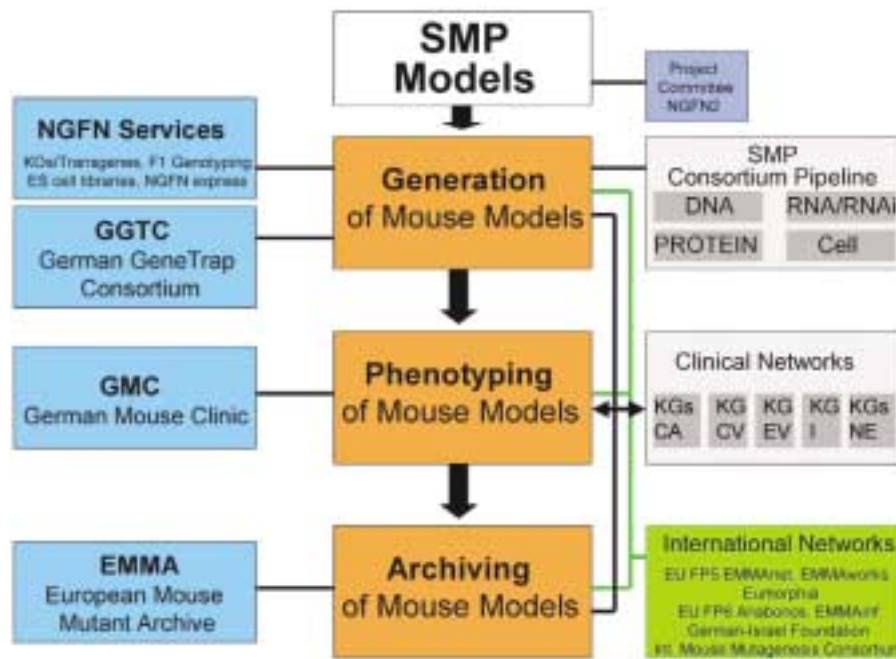 SMP
Models
Project
Committee
NGFN2
NGFN Services
KOs/Transgenes, F1 Genotyping
ES cell libraries, NGFN express
GGTC
German GeneTrap
Consortium
Generation
of Mouse Models
SMP
Consortium Pipeline
DNA RNA/RNAi
PROTEIN Cell
GMC
German Mouse Clinic
Phenotyping
of Mouse Models
Clinical Networks
KGs KG KG KG KGs
CA CV EV I NE
EMMA
European Mouse
Mutant Archive
Archiving
of Mouse Models
International Networks
EU FP5 EMMAnet, EMMAworks
Eumorphia
EU FP6 EMMAinf
German-Israel Foundation
Int. Mouse Mutagenesis Consortium